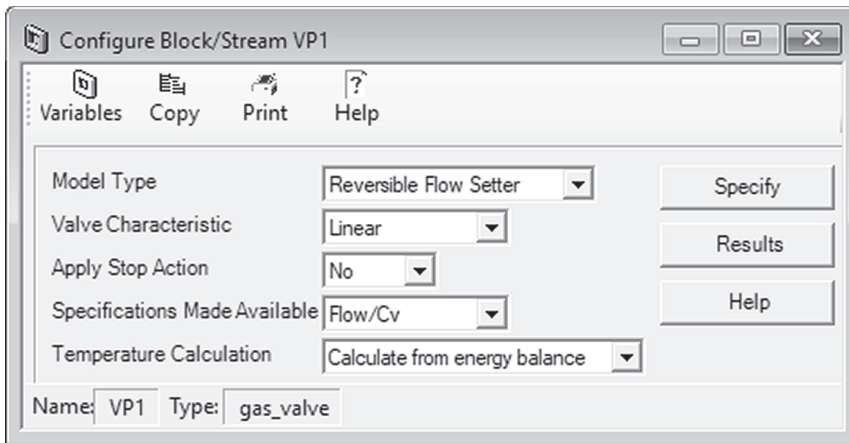 Configure Block/Stream VP1
Variables Copy Print Help
Model Type Reversible Flow Setter Specify
Valve Characteristic Linear
Results
Apply Stop Action No
Specifications Made Available Flow/Cv Help
Temperature Calculation Calculate from energy balance
Name: VP1 Type: gas_valve